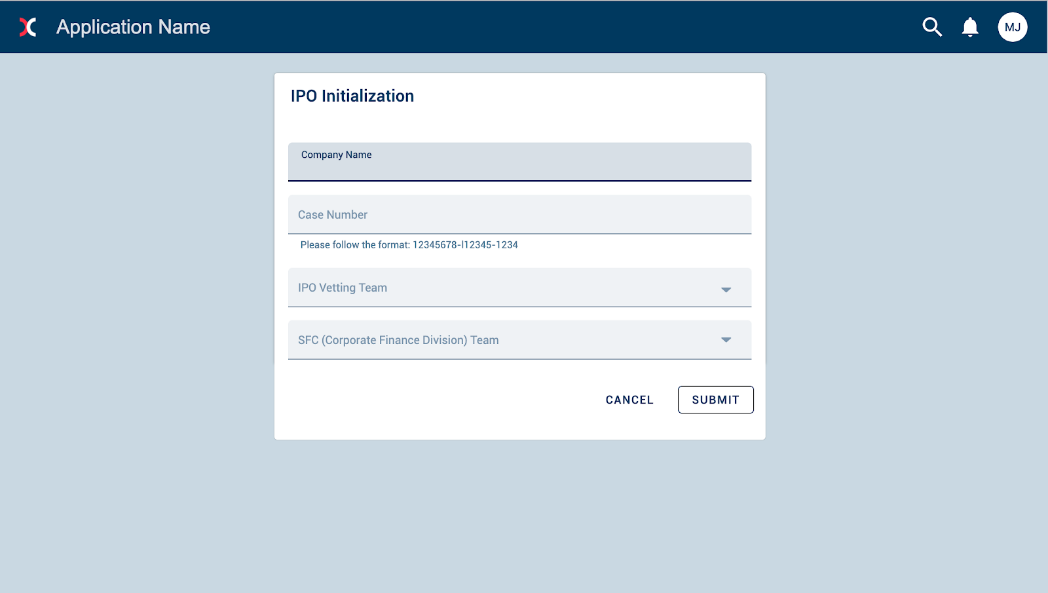 Application Name
MJ
IPO Initialization
Company Name
Case Number
Please follow the format: 12345678-I12345-1234
IPO Vetting Team
SFC (Corporate Finance Division) Team
CANCEL
SUBMIT